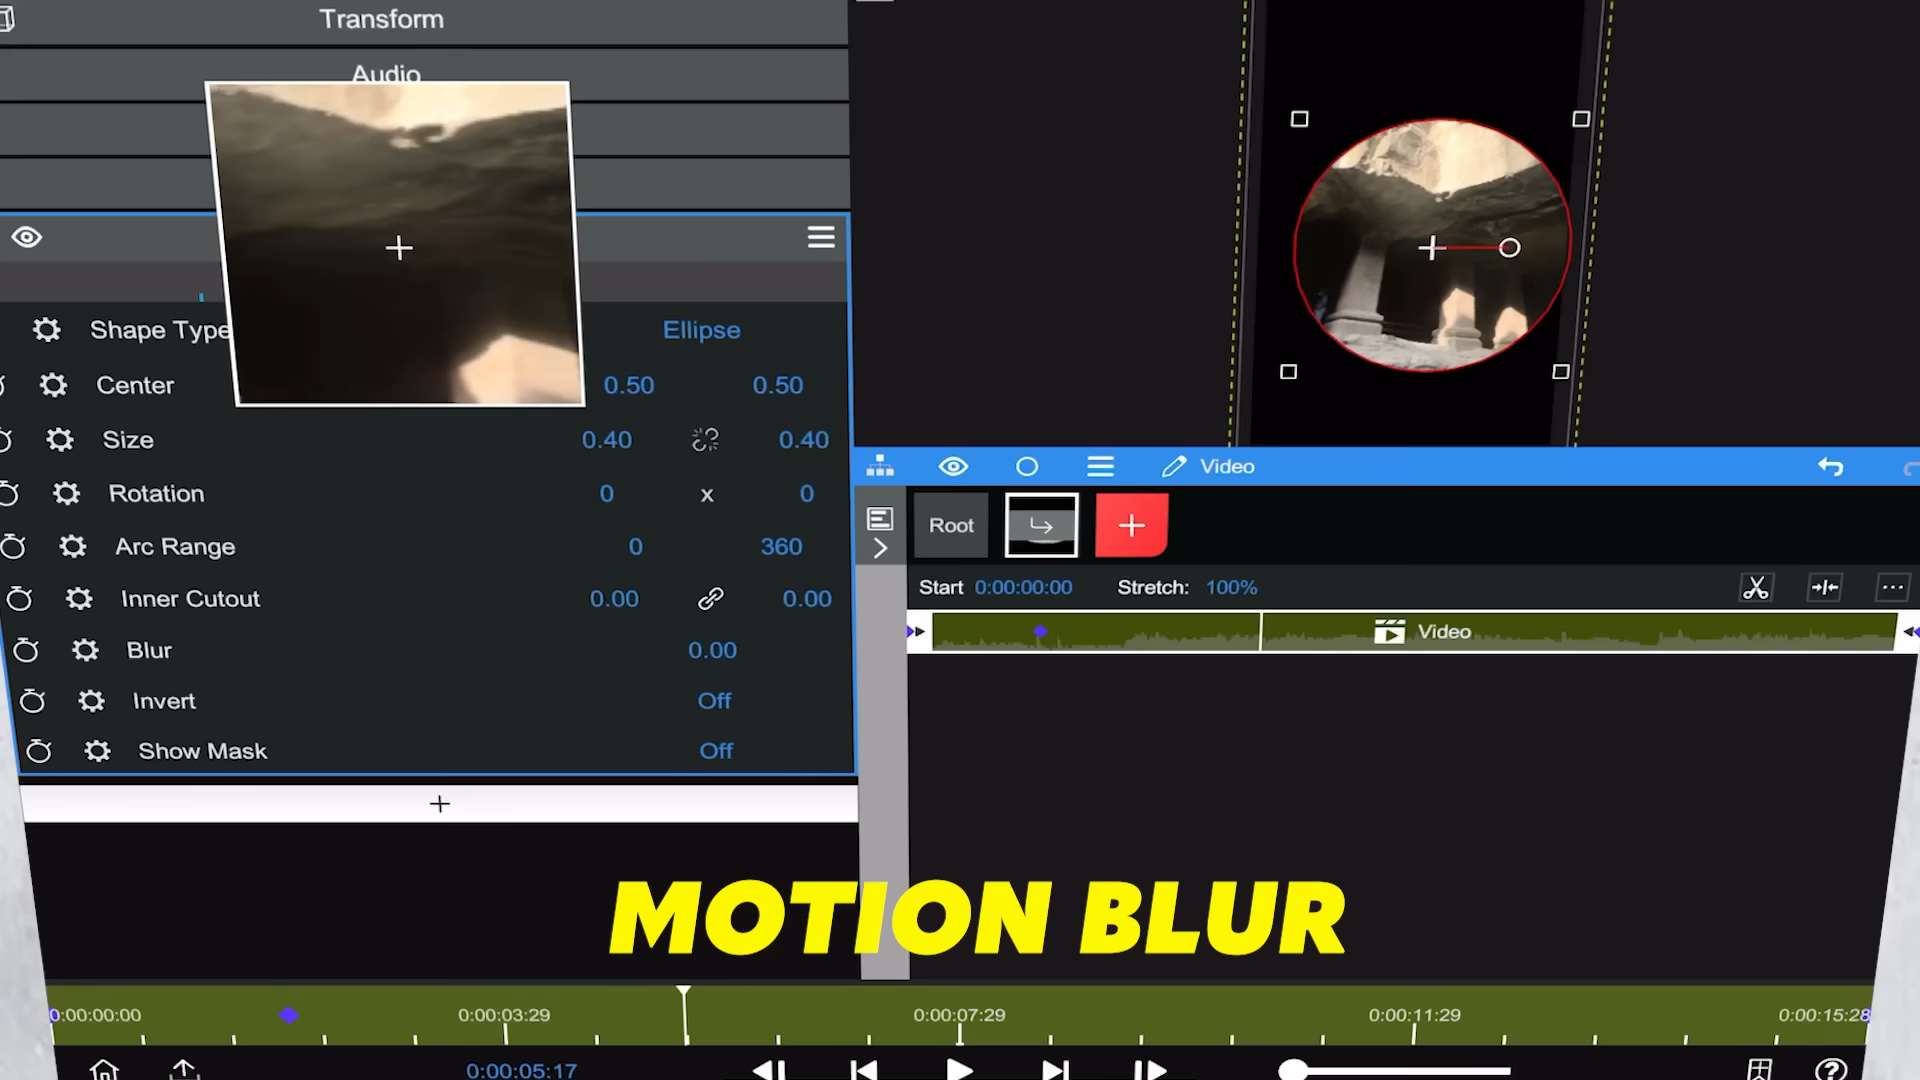 Transform
Audio
Shape Type Ellipse
Center 0.50 0.50
Size 0.40 0.40
Rotation 0 x 0
Arc Range 0 360
Inner Cutout 0.00 0.00
Blur 0.00
Invert Off
Show Mask Off
+
Video
Root +
Start 0:00:00:00 Stretch: 100%
Video
MOTION BLUR
0:00:00:00 0:00:03:29 0:00:07:29 0:00:11:29 0:00:15:28
0:00:05:17